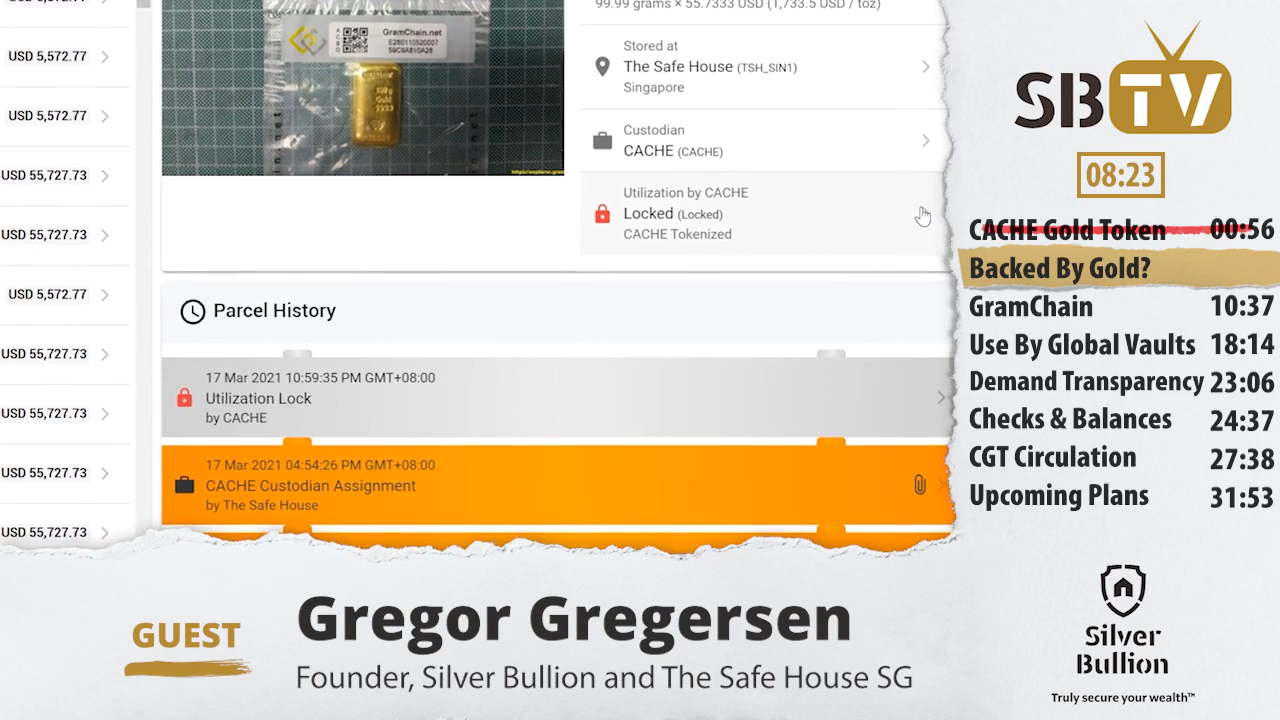 USD 5,572.77
USD 5,572.77
USD 55,727.73
USD 55,727.73
USD 5,572.77
USD 55,727.73
USD 55,727.73
USD 55,727.73
USD 55,727.73
GramChain.net
E280110520007
59C9A810A28
100 g
Gold
999.9
99.99 grams × 55.7333 USD (1,733.5 USD / toz)
Stored at
The Safe House (TSH_SIN1)
Singapore
Custodian
CACHE (CACHE)
Utilization by CACHE
Locked (Locked)
CACHE Tokenized
Parcel History
17 Mar 2021 10:59:35 PM GMT+08:00
Utilization Lock
by CACHE
17 Mar 2021 04:54:26 PM GMT+08:00
CACHE Custodian Assignment
by The Safe House
SBTV
08:23
CACHE Gold Token 00:56
Backed By Gold?
GramChain 10:37
Use By Global Vaults 18:14
Demand Transparency 23:06
Checks & Balances 24:37
CGT Circulation 27:38
Upcoming Plans 31:53
GUEST
Gregor Gregersen
Founder, Silver Bullion and The Safe House SG
Silver
Bullion
Truly secure your wealth™